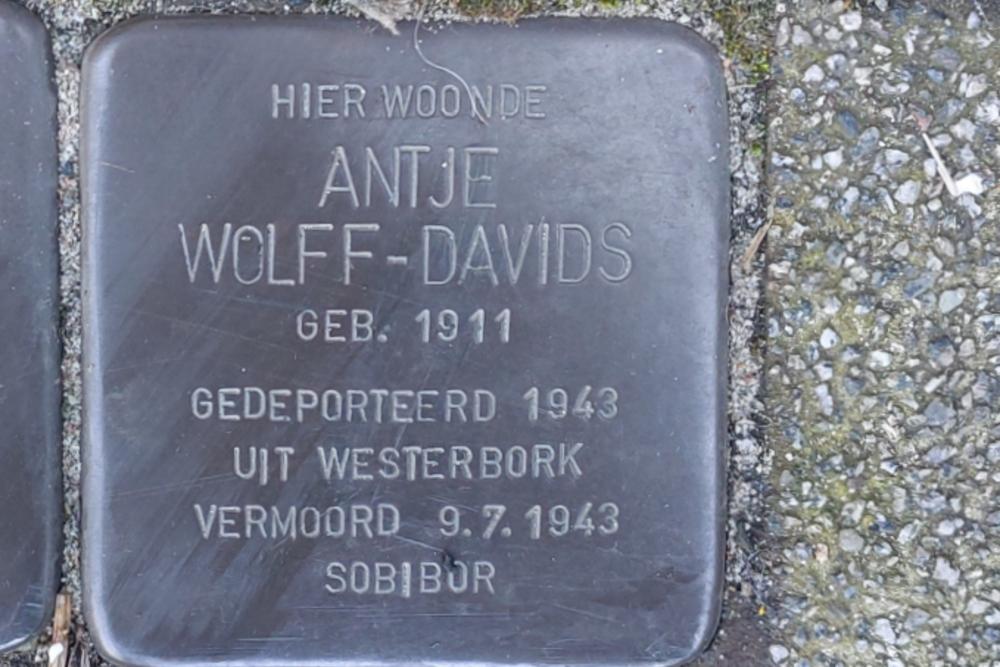 HIER WOONDE
ANTJE
WOLFF-DAVIDS
GEB. 1911
GEDEPORTEERD 1943
UIT WESTERBORK
VERMOORD 9.7.1943
SOBIBOR